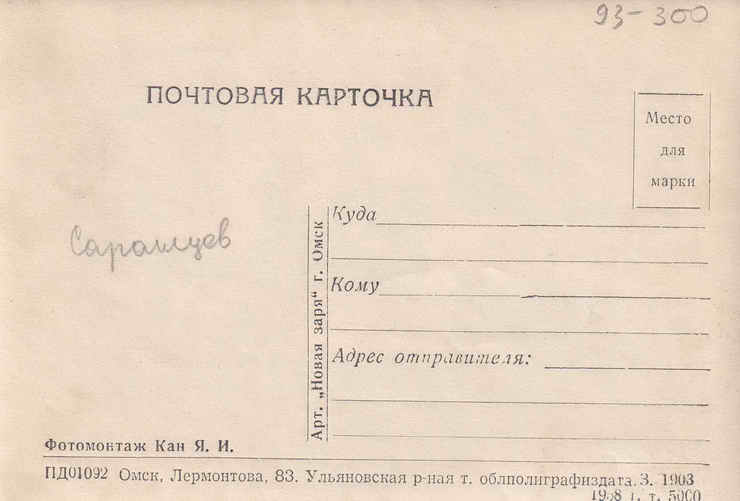 93-300
ПОЧТОВАЯ КАРТОЧКА
Место
для
марки
Саранцев
Куда
Кому
Адрес отправителя:
Арт. „Новая заря" г. Омск
Фотомонтаж Кан Я. И.
ПД01092 Омск, Лермонтова, 83. Ульяновская р-ная т. облполиграфиздата. З. 1903
1958 г. т. 5000